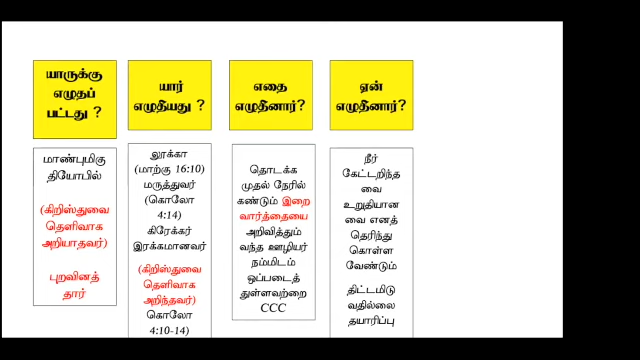 யாருக்கு
எழுதப்
பட்டது ?
மாண்புமிகு
தியோபில்
(கிறிஸ்துவை
தெளிவாக
அறியாதவர்)
புறவினத்
தார்
யார்
எழுதியது ?
லூக்கா
(மாற்கு 16:10)
மருத்துவர்
(கொலோ
4:14)
கிரேக்கர்
இரக்கமானவர்
(கிறிஸ்துவை
தெளிவாக
அறிந்தவர்)
கொலோ
4:10-14)
எதை
எழுதினார்?
தொடக்க
முதல் நேரில்
கண்டும் இறை
வார்த்தையை
அறிவித்தும்
வந்த ஊழியர்
நம்மிடம்
ஒப்படைத்
துள்ளவற்றை
CCC
ஏன்
எழுதினார்?
நீர்
கேட்டறிந்த
வை
உறுதியான
வை எனத்
தெரிந்து
கொள்ள
வேண்டும்
திட்டமிடு
வதில்லை
தயாரிப்பு